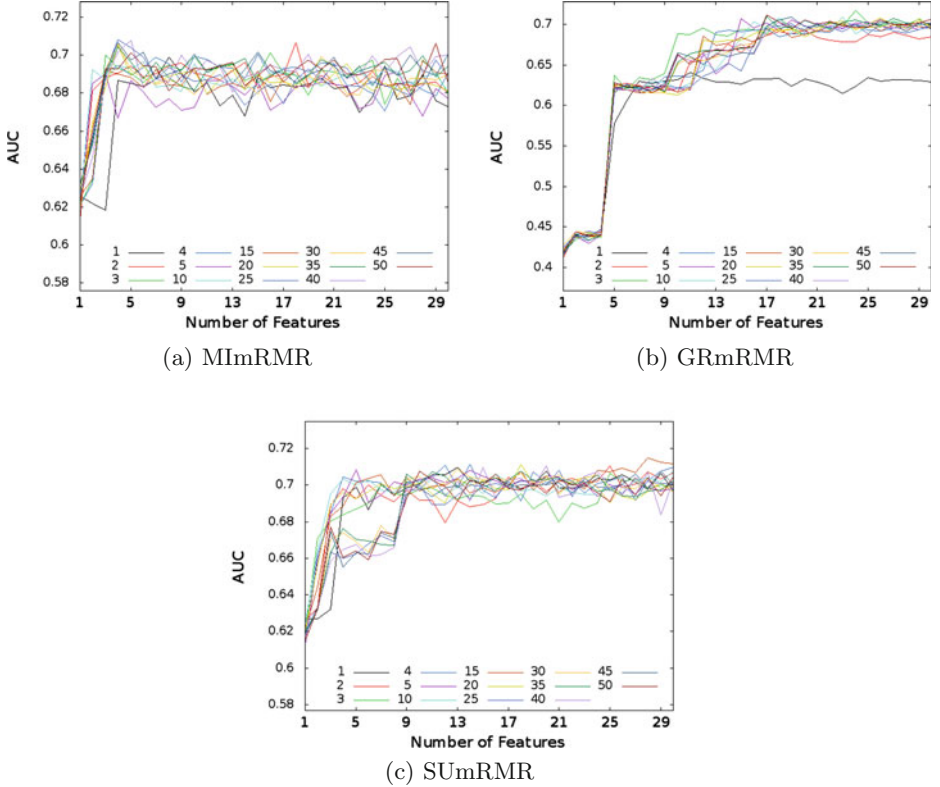 0.72
0.7
0.68
0.66
0.64
0.62
0.6
0.58
AUC
1 4 15 30 45
2 5 20 35 50
3 10 25 40
1 5 9 13 17 21 25 29
Number of Features
(a) MImRMR
0.7
0.65
0.6
0.55
0.5
0.45
0.4
AUC
1 4 15 30 45
2 5 20 35 50
3 10 25 40
1 5 9 13 17 21 25 29
Number of Features
(b) GRmRMR
0.72
0.7
0.68
0.66
0.64
0.62
0.6
0.58
AUC
1 4 15 30 45
2 5 20 35 50
3 10 25 40
1 5 9 13 17 21 25 29
Number of Features
(c) SUmRMR